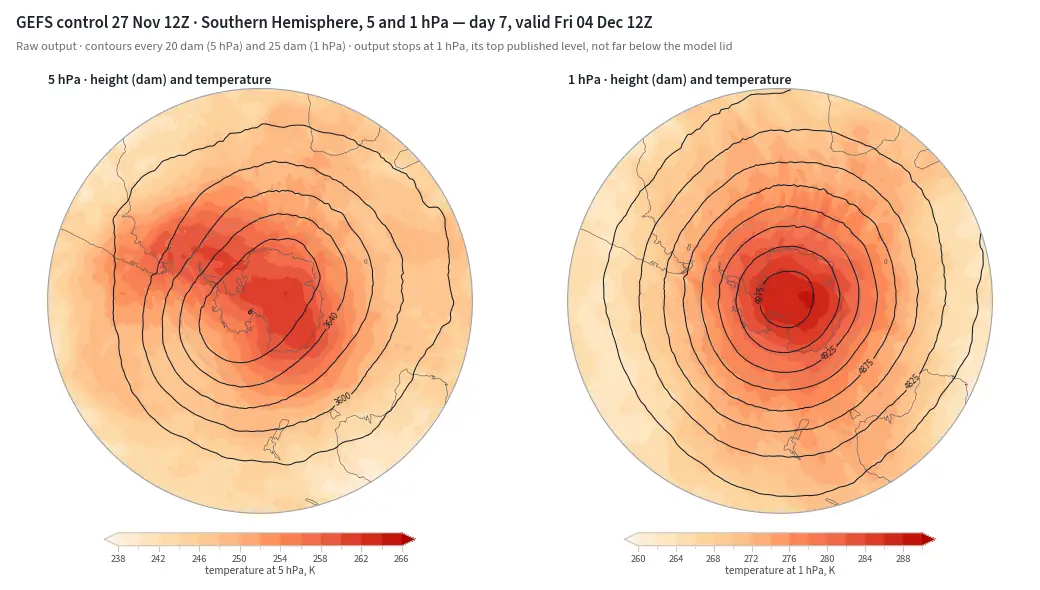 GEFS control 27 Nov 12Z · Southern Hemisphere, 5 and 1 hPa — day 7, valid Fri 04 Dec 12Z
Raw output · contours every 20 dam (5 hPa) and 25 dam (1 hPa) · output stops at 1 hPa, its top published level, not far below the model lid
5 hPa · height (dam) and temperature
1 hPa · height (dam) and temperature
3640
3600
4975
4925
4875
4825
238 242 246 250 254 258 262 266
temperature at 5 hPa, K
260 264 268 272 276 280 284 288
temperature at 1 hPa, K